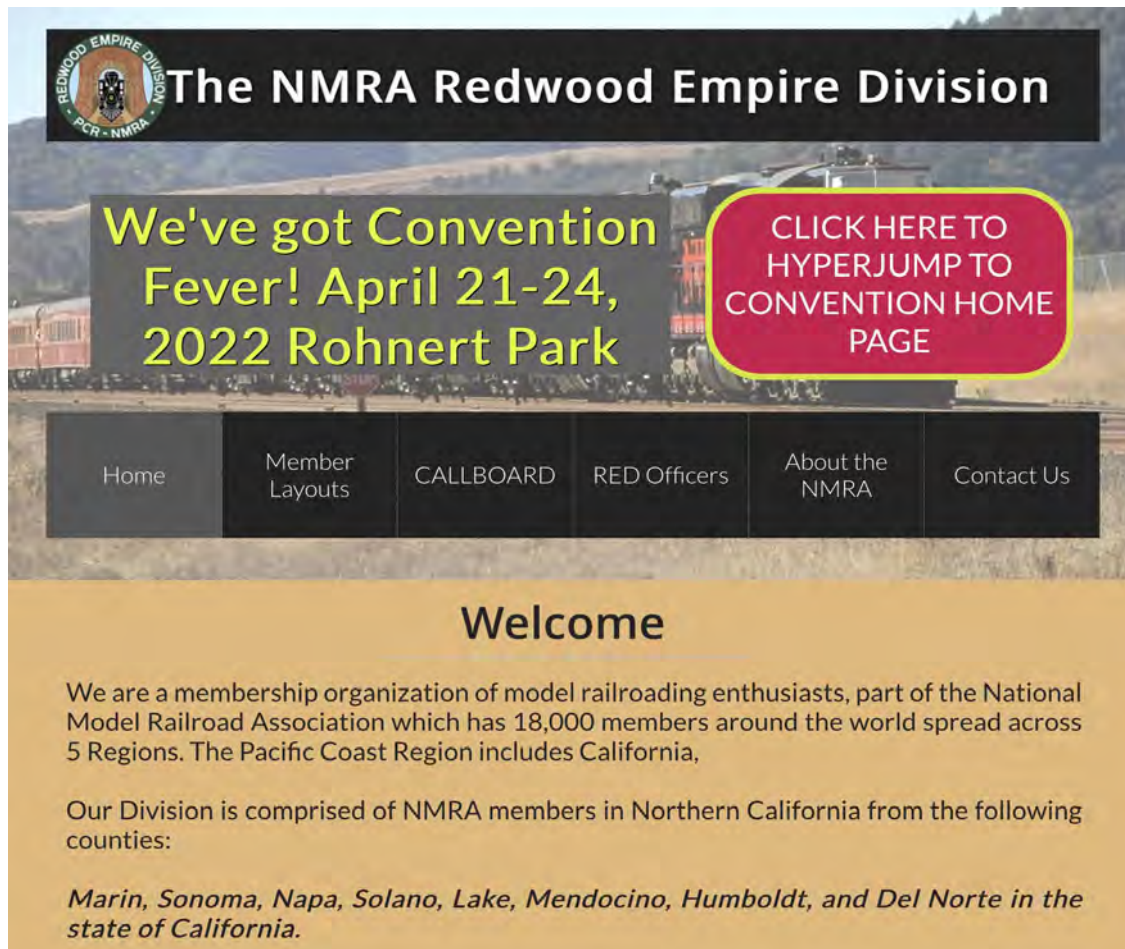 REDWOOD EMPIRE DIVISION
PCR - NMRA
The NMRA Redwood Empire Division
We've got Convention
Fever! April 21-24,
2022 Rohnert Park
CLICK HERE TO
HYPERJUMP TO
CONVENTION HOME
PAGE
Home
Member
Layouts
CALLBOARD
RED Officers
About the
NMRA
Contact Us
Welcome
We are a membership organization of model railroading enthusiasts, part of the National
Model Railroad Association which has 18,000 members around the world spread across
5 Regions. The Pacific Coast Region includes California,
Our Division is comprised of NMRA members in Northern California from the following
counties:
Marin, Sonoma, Napa, Solano, Lake, Mendocino, Humboldt, and Del Norte in the
state of California.